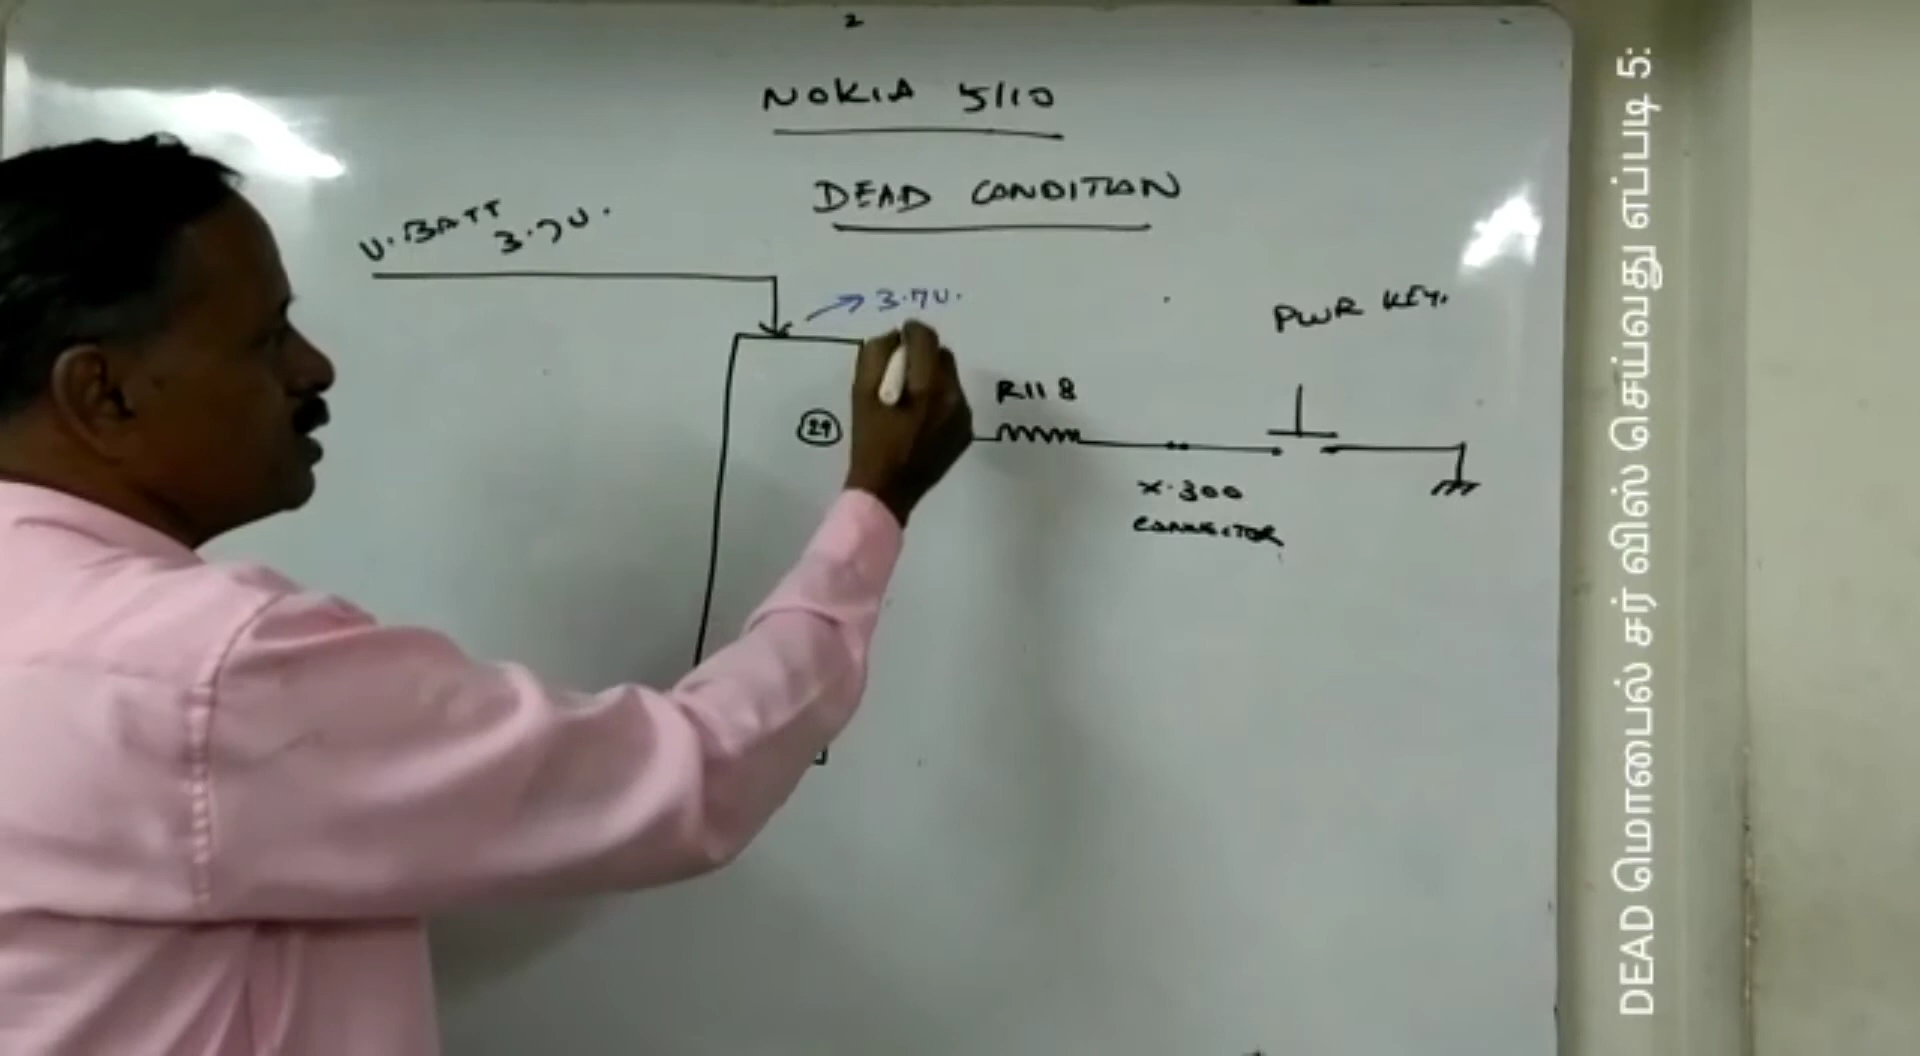 2
NOKIA 5110
DEAD CONDITION
V.BATT
3.7V.
3.7V.
PWR KEY.
R118
29
X.300
CONNECTOR
DEAD மொபைல் சர் வீஸ் செய்வது எப்படி 5: